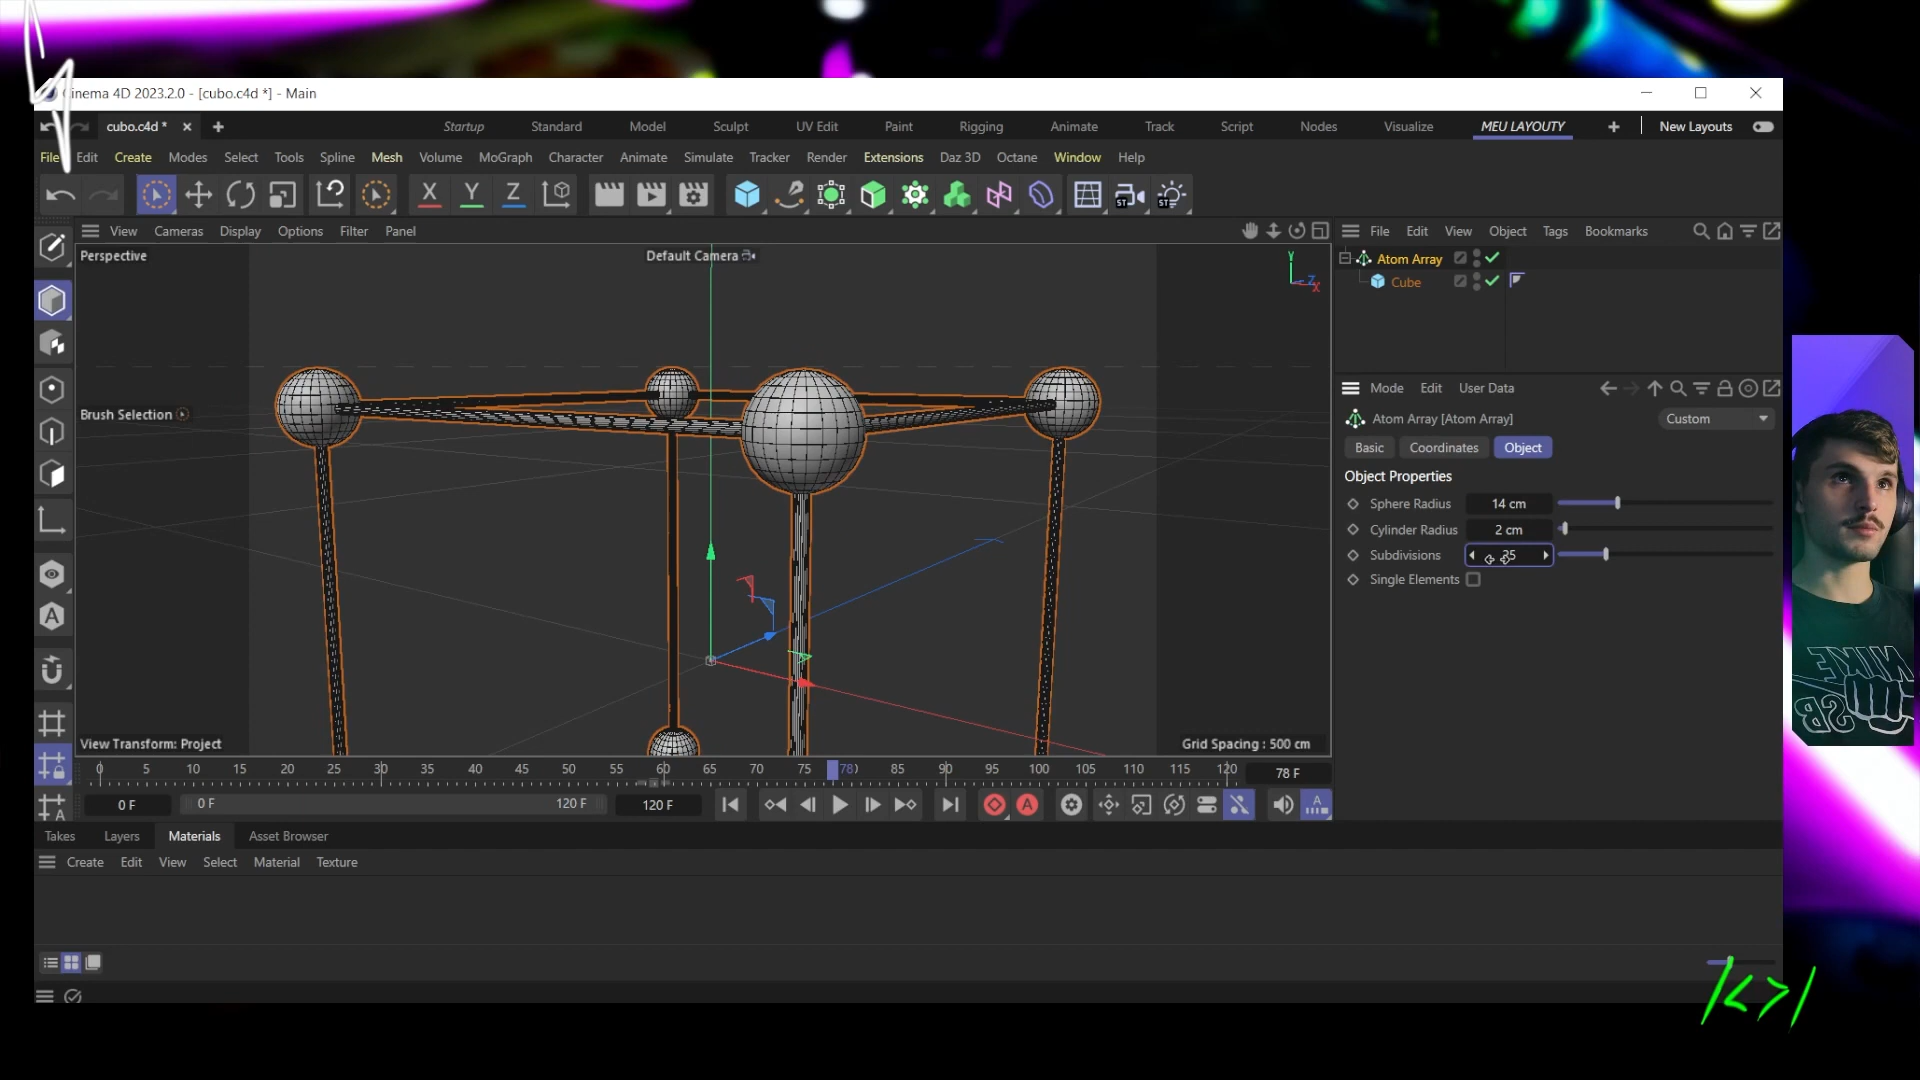 Cinema 4D 2023.2.0 - [cubo.c4d *] - Main
cubo.c4d *
Startup Standard Model Sculpt UV Edit Paint Rigging Animate Track Script Nodes Visualize MEU LAYOUTY New Layouts
File Edit Create Modes Select Tools Spline Mesh Volume MoGraph Character Animate Simulate Tracker Render Extensions Daz 3D Octane Window Help
X Y Z
ST ST
View Cameras Display Options Filter Panel
File Edit View Object Tags Bookmarks
Perspective
Default Camera
Y
Z
X
Atom Array
Cube
Mode Edit User Data
Brush Selection
Atom Array [Atom Array]
Custom
Basic Coordinates Object
Object Properties
Sphere Radius 14 cm
Cylinder Radius 2 cm
Subdivisions 35
Single Elements
View Transform: Project
Grid Spacing : 500 cm
0 5 10 15 20 25 30 35 40 45 50 55 60 65 70 75 78 85 90 95 100 105 110 115 120
78 F
0 F
0 F
120 F
120 F
A
Takes Layers Materials Asset Browser
Create Edit View Select Material Texture
NIKE
SB